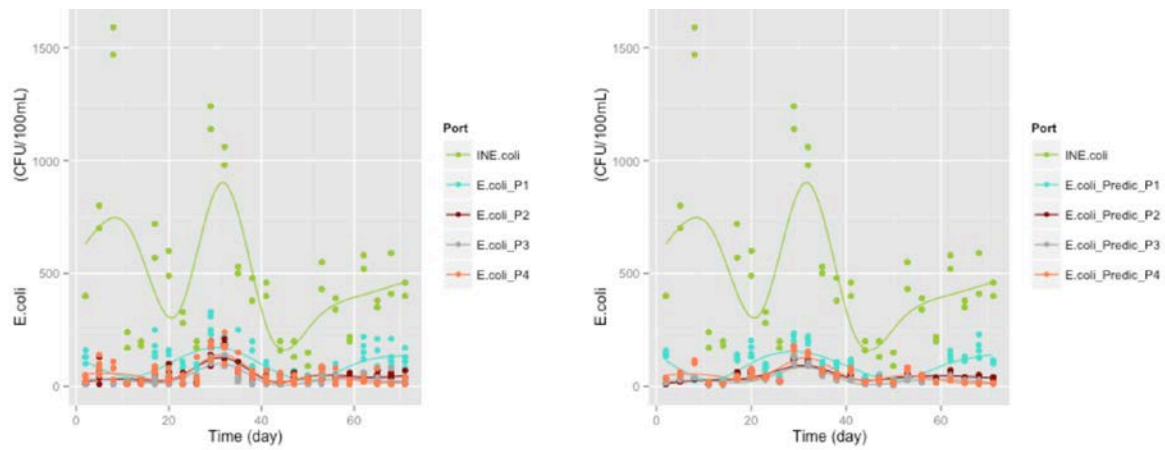 (CFU/100mL)
E.coli
1500
1000
500
0
0
20
40
60
Time (day)
Port
INE.coli
E.coli_P1
E.coli_P2
E.coli_P3
E.coli_P4
(CFU/100mL)
E.coli
1500
1000
500
0
0
20
40
60
Time (day)
Port
INE.coli
E.coli_Predic_P1
E.coli_Predic_P2
E.coli_Predic_P3
E.coli_Predic_P4